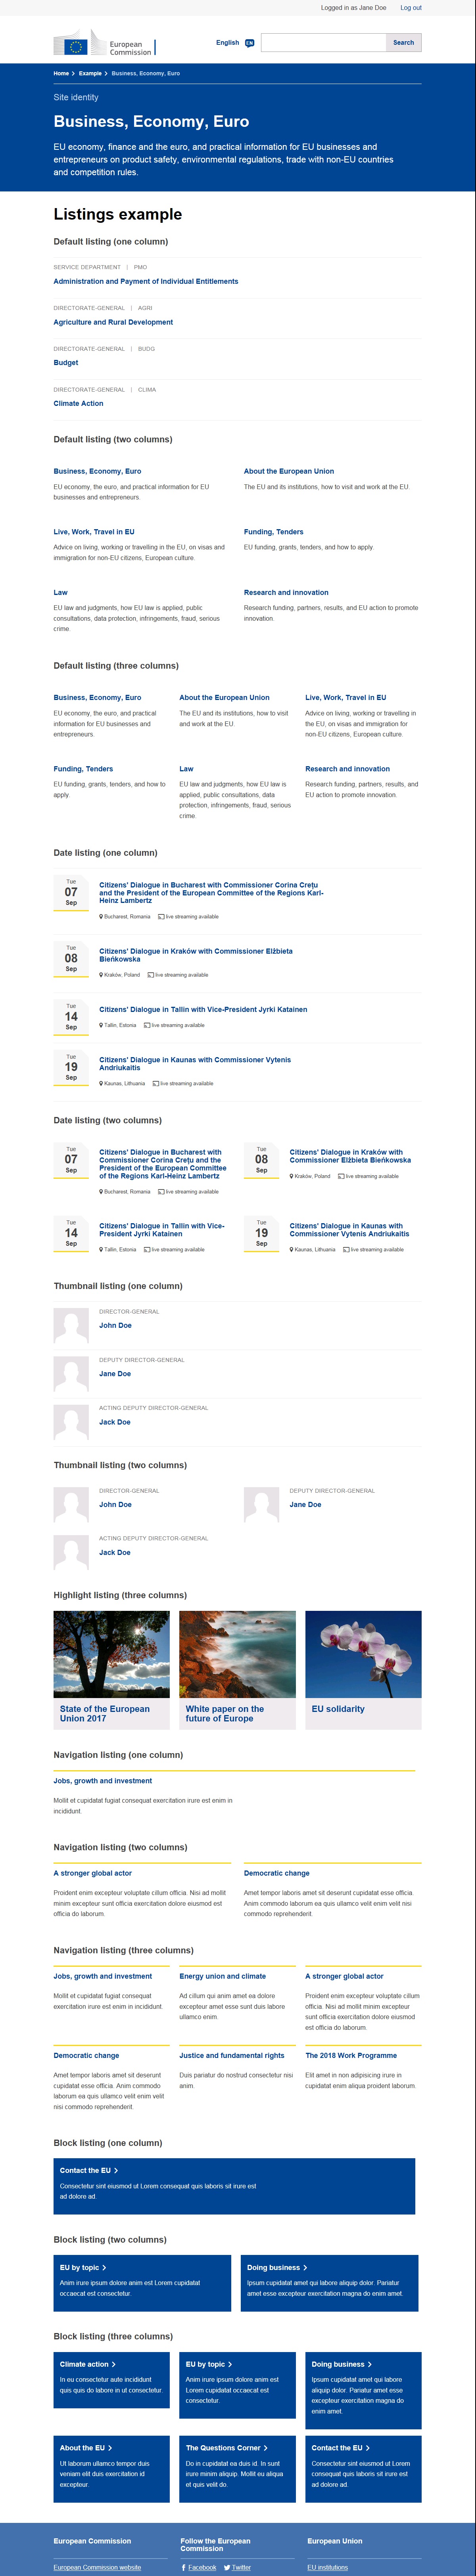 Logged in as Jane Doe Log out
European
Commission
English EN Search
Home > Example > Business, Economy, Euro
Site identity
Business, Economy, Euro
EU economy, finance and the euro, and practical information for EU businesses and
entrepreneurs on product safety, environmental regulations, trade with non-EU countries
and competition rules.
Listings example
Default listing (one column)
SERVICE DEPARTMENT | PMO
Administration and Payment of Individual Entitlements
DIRECTORATE-GENERAL | AGRI
Agriculture and Rural Development
DIRECTORATE-GENERAL | BUDG
Budget
DIRECTORATE-GENERAL | CLIMA
Climate Action
Default listing (two columns)
Business, Economy, Euro
EU economy, the euro, and practical information for EU
businesses and entrepreneurs.
About the European Union
The EU and its institutions, how to visit and work at the EU.
Live, Work, Travel in EU
Advice on living, working or travelling in the EU, on visas and
immigration for non-EU citizens, European culture.
Funding, Tenders
EU funding, grants, tenders, and how to apply.
Law
EU law and judgments, how EU law is applied, public
consultations, data protection, infringements, fraud, serious
crime.
Research and innovation
Research funding, partners, results, and EU action to promote
innovation.
Default listing (three columns)
Business, Economy, Euro
EU economy, the euro, and practical
information for EU businesses and
entrepreneurs.
About the European Union
The EU and its institutions, how to visit
and work at the EU.
Live, Work, Travel in EU
Advice on living, working or travelling in
the EU, on visas and immigration for
non-EU citizens, European culture.
Funding, Tenders
EU funding, grants, tenders, and how to
apply.
Law
EU law and judgments, how EU law is
applied, public consultations, data
protection, infringements, fraud, serious
crime.
Research and innovation
Research funding, partners, results, and
EU action to promote innovation.
Date listing (one column)
Tue
07
Sep
Citizens' Dialogue in Bucharest with Commissioner Corina Crețu
and the President of the European Committee of the Regions Karl-
Heinz Lambertz
Bucharest, Romania live streaming available
Tue
08
Sep
Citizens' Dialogue in Kraków with Commissioner Elżbieta
Bieńkowska
Kraków, Poland live streaming available
Tue
14
Sep
Citizens' Dialogue in Tallin with Vice-President Jyrki Katainen
Tallin, Estonia live streaming available
Tue
19
Sep
Citizens' Dialogue in Kaunas with Commissioner Vytenis
Andriukaitis
Kaunas, Lithuania live streaming available
Date listing (two columns)
Tue
07
Sep
Citizens' Dialogue in Bucharest with
Commissioner Corina Crețu and the
President of the European Committee
of the Regions Karl-Heinz Lambertz
Bucharest, Romania live streaming available
Tue
08
Sep
Citizens' Dialogue in Kraków with
Commissioner Elżbieta Bieńkowska
Kraków, Poland live streaming available
Tue
14
Sep
Citizens' Dialogue in Tallin with Vice-
President Jyrki Katainen
Tallin, Estonia live streaming available
Tue
19
Sep
Citizens' Dialogue in Kaunas with
Commissioner Vytenis Andriukaitis
Kaunas, Lithuania live streaming available
Thumbnail listing (one column)
DIRECTOR-GENERAL
John Doe
DEPUTY DIRECTOR-GENERAL
Jane Doe
ACTING DEPUTY DIRECTOR-GENERAL
Jack Doe
Thumbnail listing (two columns)
DIRECTOR-GENERAL
John Doe
DEPUTY DIRECTOR-GENERAL
Jane Doe
ACTING DEPUTY DIRECTOR-GENERAL
Jack Doe
Highlight listing (three columns)
State of the European
Union 2017
White paper on the
future of Europe
EU solidarity
Navigation listing (one column)
Jobs, growth and investment
Mollit et cupidatat fugiat consequat exercitation irure est enim in
incididunt.
Navigation listing (two columns)
A stronger global actor
Proident enim excepteur voluptate cillum officia. Nisi ad mollit
minim excepteur sunt officia exercitation dolore eiusmod est
officia do laborum.
Democratic change
Amet tempor laboris amet sit deserunt cupidatat esse officia.
Anim commodo laborum ea quis ullamco velit enim velit nisi
commodo reprehenderit.
Navigation listing (three columns)
Jobs, growth and investment
Mollit et cupidatat fugiat consequat
exercitation irure est enim in incididunt.
Energy union and climate
Ad cillum qui anim amet ea dolore
excepteur amet esse sunt duis labore
ullamco enim.
A stronger global actor
Proident enim excepteur voluptate cillum
officia. Nisi ad mollit minim excepteur
sunt officia exercitation dolore eiusmod
est officia do laborum.
Democratic change
Amet tempor laboris amet sit deserunt
cupidatat esse officia. Anim commodo
laborum ea quis ullamco velit enim velit
nisi commodo reprehenderit.
Justice and fundamental rights
Duis pariatur do nostrud consectetur nisi
anim.
The 2018 Work Programme
Elit amet in non adipisicing irure in
cupidatat enim aliqua proident laborum.
Block listing (one column)
Contact the EU >
Consectetur sint eiusmod ut Lorem consequat quis laboris sit irure est
ad dolore ad.
Block listing (two columns)
EU by topic >
Anim irure ipsum dolore anim est Lorem cupidatat
occaecat est consectetur.
Doing business >
Ipsum cupidatat amet qui labore aliquip dolor. Pariatur
amet esse excepteur exercitation magna do enim amet.
Block listing (three columns)
Climate action >
In eu consectetur aute incididunt
quis quis do labore in ut consectetur.
EU by topic >
Anim irure ipsum dolore anim est
Lorem cupidatat occaecat est
consectetur.
Doing business >
Ipsum cupidatat amet qui labore
aliquip dolor. Pariatur amet esse
excepteur exercitation magna do
enim amet.
About the EU >
Ut laborum ullamco tempor duis
veniam elit duis exercitation id
excepteur.
The Questions Corner >
Do in cupidatat ea duis id. In sunt
irure minim aliquip. Mollit eu aliqua
et quis velit do.
Contact the EU >
Consectetur sint eiusmod ut Lorem
consequat quis laboris sit irure est
ad dolore ad.
European Commission
European Commission website
Follow the European
Commission
Facebook Twitter
European Union
EU institutions